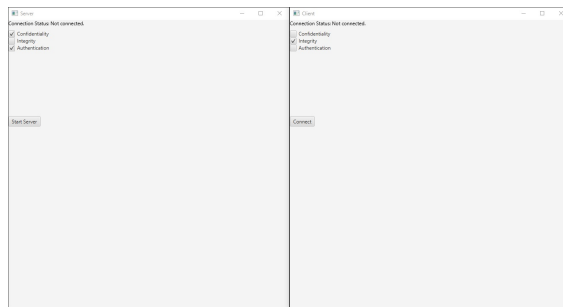 Server
Connection Status: Not connected.
Confidentiality
Integrity
Authentication
Start Server
Client
Connection Status: Not connected.
Confidentiality
Integrity
Authentication
Connect